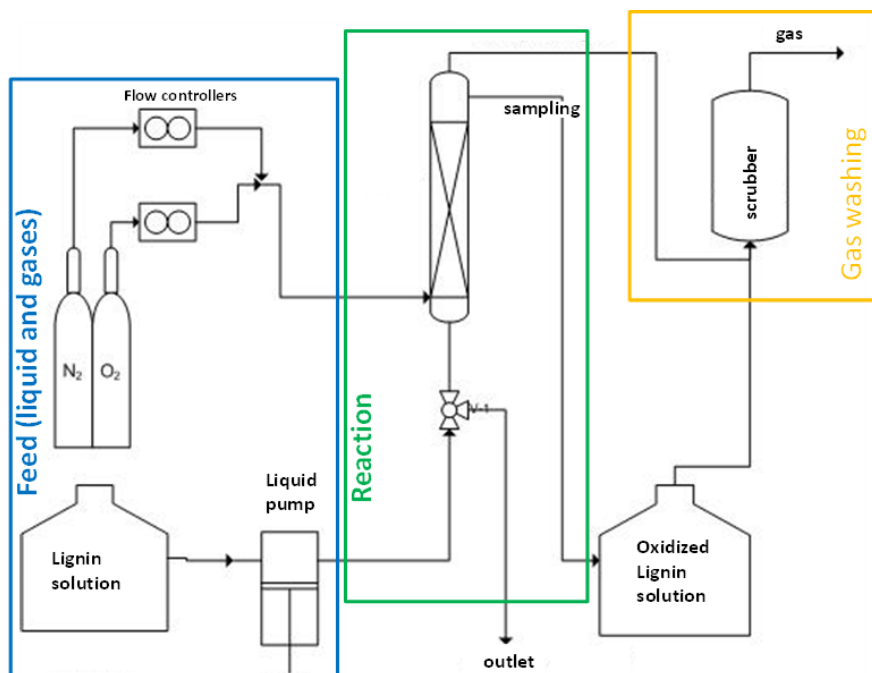 gas
Flow controllers
sampling
scrubber
Gas washing
Feed (liquid and gases)
N2 O2
V-1
Reaction
Liquid
pump
Lignin
solution
Oxidized
Lignin
solution
outlet